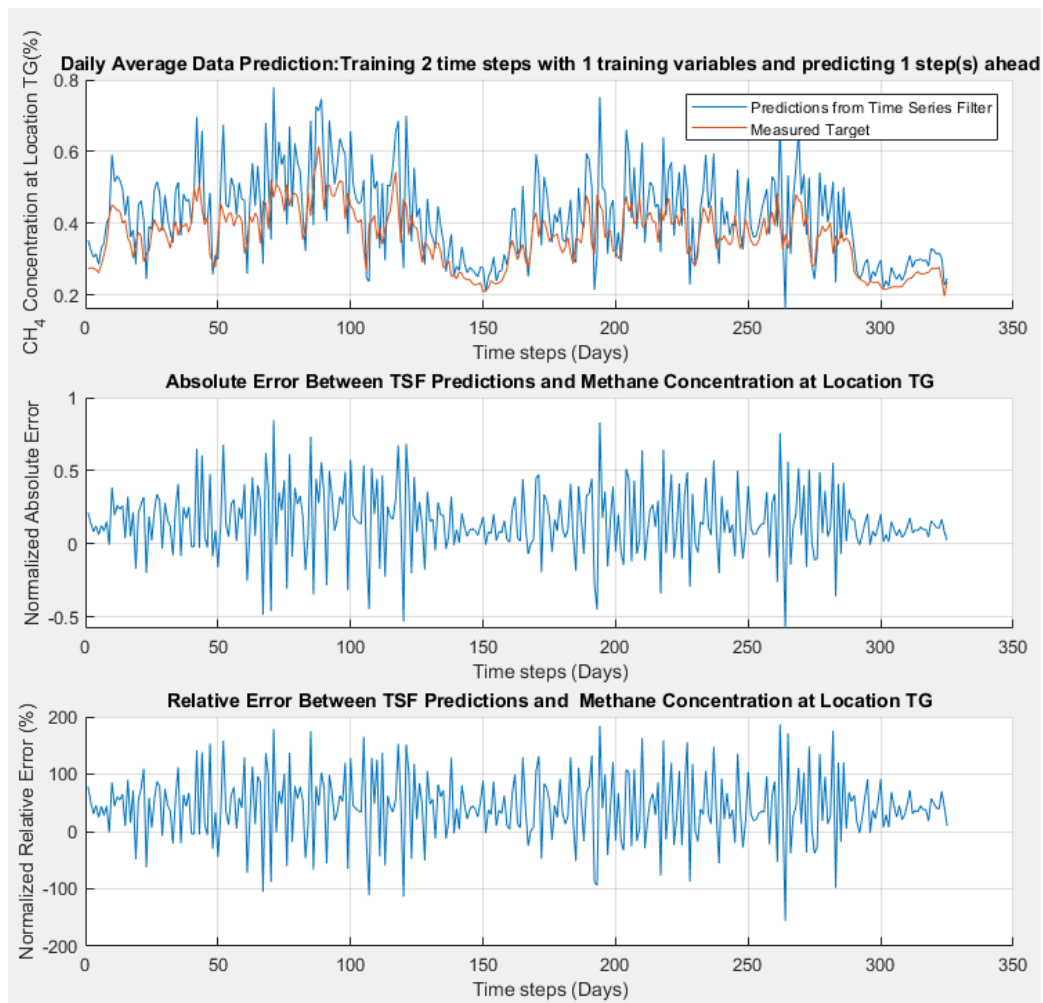 Daily Average Data Prediction:Training 2 time steps with 1 training variables and predicting 1 step(s) ahead
CH4 Concentration at Location TG(%)
0.8
0.6
0.4
0.2
Predictions from Time Series Filter
Measured Target
0 50 100 150 200 250 300 350
Time steps (Days)
Absolute Error Between TSF Predictions and Methane Concentration at Location TG
Normalized Absolute Error
1
0.5
0
-0.5
0 50 100 150 200 250 300 350
Time steps (Days)
Relative Error Between TSF Predictions and  Methane Concentration at Location TG
Normalized Relative Error (%)
200
100
0
-100
-200
0 50 100 150 200 250 300 350
Time steps (Days)